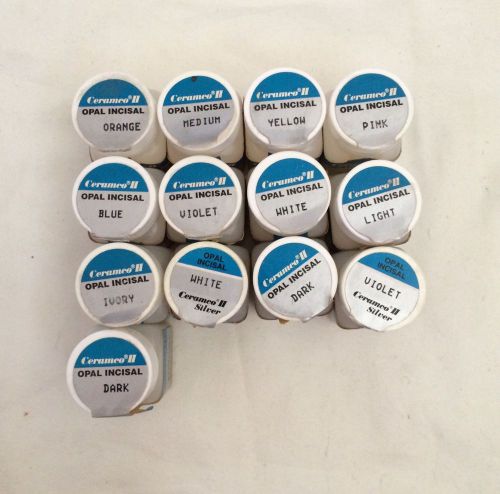 Ceramco®II
OPAL INCISAL
ORANGE
Ceramco®II
OPAL INCISAL
MEDIUM
Ceramco®II
OPAL INCISAL
YELLOW
Ceramco®II
OPAL INCISAL
PINK
Ceramco®II
OPAL INCISAL
BLUE
Ceramco®II
OPAL INCISAL
VIOLET
Ceramco®II
OPAL INCISAL
WHITE
Ceramco®II
OPAL INCISAL
LIGHT
Ceramco®II
OPAL INCISAL
IVORY
OPAL
INCISAL
WHITE
Ceramco®II
Silver
Ceramco®II
OPAL INCISAL
DARK
OPAL
INCISAL
VIOLET
Ceramco®II
Silver
Ceramco®II
OPAL INCISAL
DARK